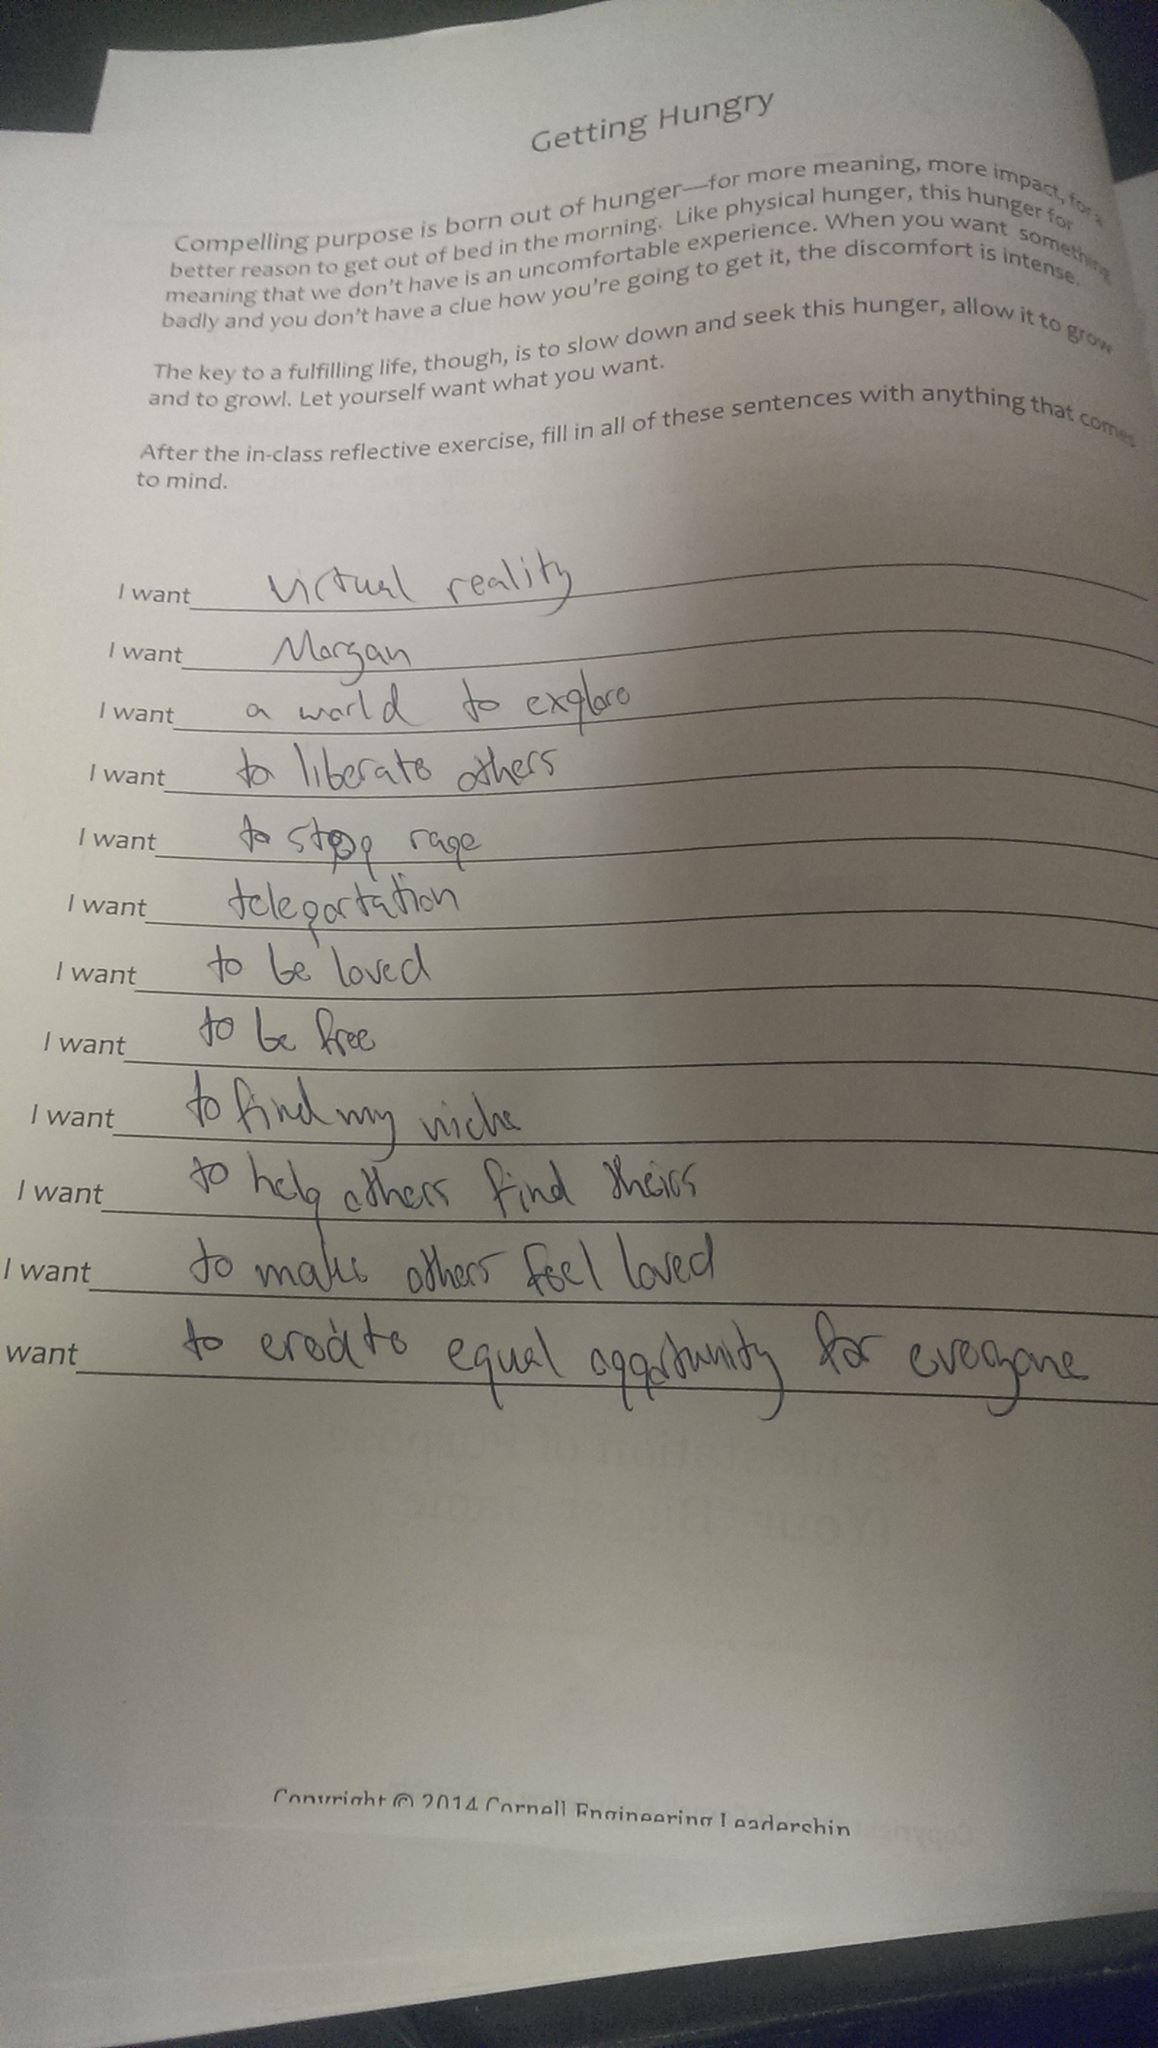 Getting Hungry
Compelling purpose is born out of hunger—for more meaning, more impact, for a
better reason to get out of bed in the morning. Like physical hunger, this hunger for
meaning that we don't have is an uncomfortable experience. When you want something
badly and you don't have a clue how you're going to get it, the discomfort is intense.
The key to a fulfilling life, though, is to slow down and seek this hunger, allow it to grow
and to growl. Let yourself want what you want.
After the in-class reflective exercise, fill in all of these sentences with anything that comes
to mind.
I want virtual reality
I want Morgan
I want a world to explore
I want to liberate others
I want to stop rage
I want teleportation
I want to be loved
I want to be free
I want to find my niche
I want to help others find theirs
I want to make others feel loved
want to create equal opportunity for everyone
Copyright © 2014 Cornell Engineering Leadership